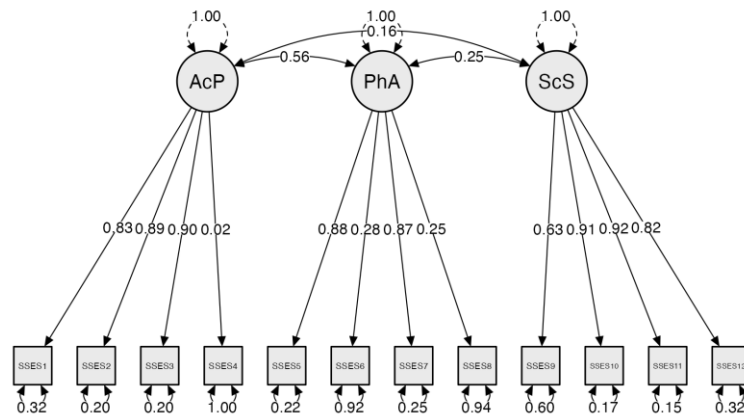 1.00 1.00 1.00
0.16
0.56 0.25
AcP PhA ScS
0.83 0.89 0.90 0.02 0.88 0.28 0.87 0.25 0.63 0.91 0.92 0.82
SSES1 SSES2 SSES3 SSES4 SSES5 SSES6 SSES7 SSES8 SSES9 SSES10 SSES11 SSES12
0.32 0.20 0.20 1.00 0.22 0.92 0.25 0.94 0.60 0.17 0.15 0.32